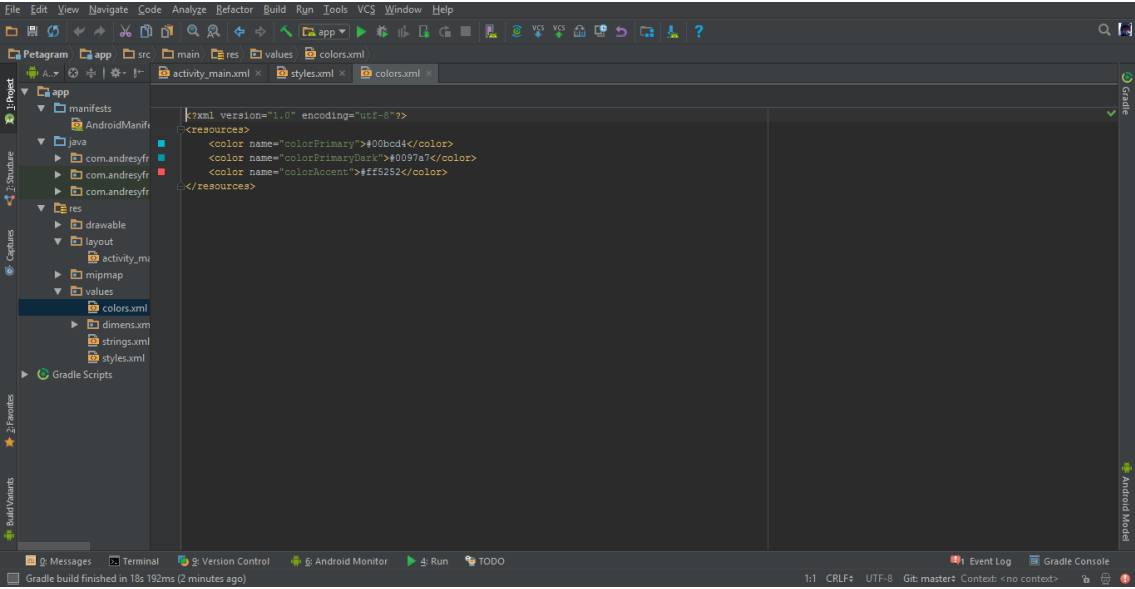 File Edit View Navigate Code Analyze Refactor Build Run Tools VCS Window Help
app VCS VCS ?
Petagram app src main res values colors.xml
A.. activity_main.xml × styles.xml × colors.xml ×
1: Project
2: Structure
Captures
2: Favorites
Build Variants
app
manifests
AndroidManife
java
com.andresyfr
com.andresyfr
com.andresyfr
res
drawable
layout
activity_ma
mipmap
values
colors.xml
dimens.xm
strings.xml
styles.xml
Gradle Scripts
<?xml version="1.0" encoding="utf-8"?>
<resources>
<color name="colorPrimary">#00bcd4</color>
<color name="colorPrimaryDark">#0097a7</color>
<color name="colorAccent">#ff5252</color>
</resources>
Gradle
Android Model
0: Messages Terminal 9: Version Control 6: Android Monitor 4: Run TODO 1 Event Log Gradle Console
Gradle build finished in 18s 192ms (2 minutes ago) 1:1 CRLF UTF-8 Git: master Context: <no context>